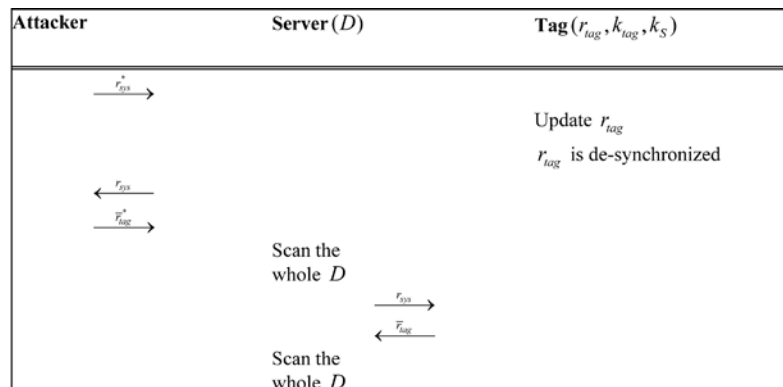 Attacker Server (D) Tag (r_tag, k_tag, k_S)
r*_sys
Update r_tag
r_tag is de-synchronized
r_sys
r̅*_tag
Scan the
whole D
r_sys
r̅_tag
Scan the
whole D